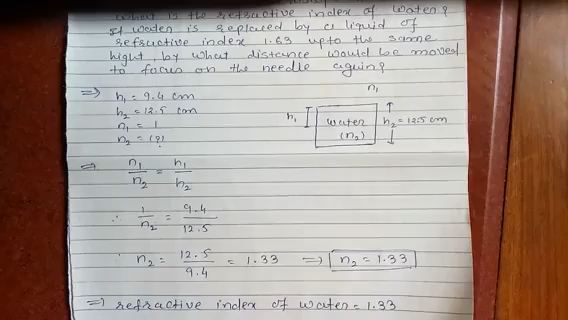 what is the refractive index of water?
If water is replaced by a liquid of
refractive index 1.63 upto the same
hight, by what distance would be moved
to focus on the needle again?
⇒ h₁ = 9.4 cm
h₂ = 12.5 cm
n₁ = 1
n₂ = (?)
n₁
h₁
water
(n₂)
h₂ = 12.5 cm
⇒ n₁/n₂ = h₁/h₂
∴ 1/n₂ = 9.4/12.5
∴ n₂ = 12.5/9.4 = 1.33 ⇒ n₂ = 1.33
⇒ refractive index of water = 1.33